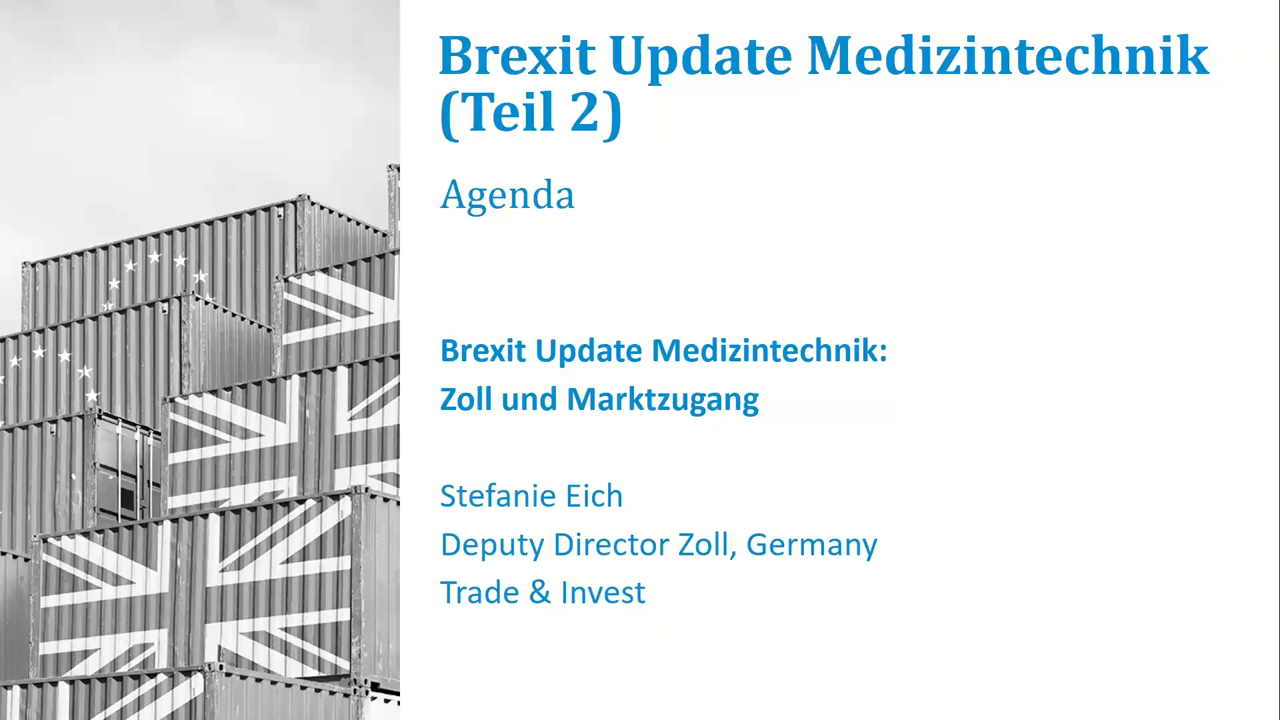 Brexit Update Medizintechnik
(Teil 2)
Agenda
Brexit Update Medizintechnik:
Zoll und Marktzugang
Stefanie Eich
Deputy Director Zoll, Germany
Trade & Invest